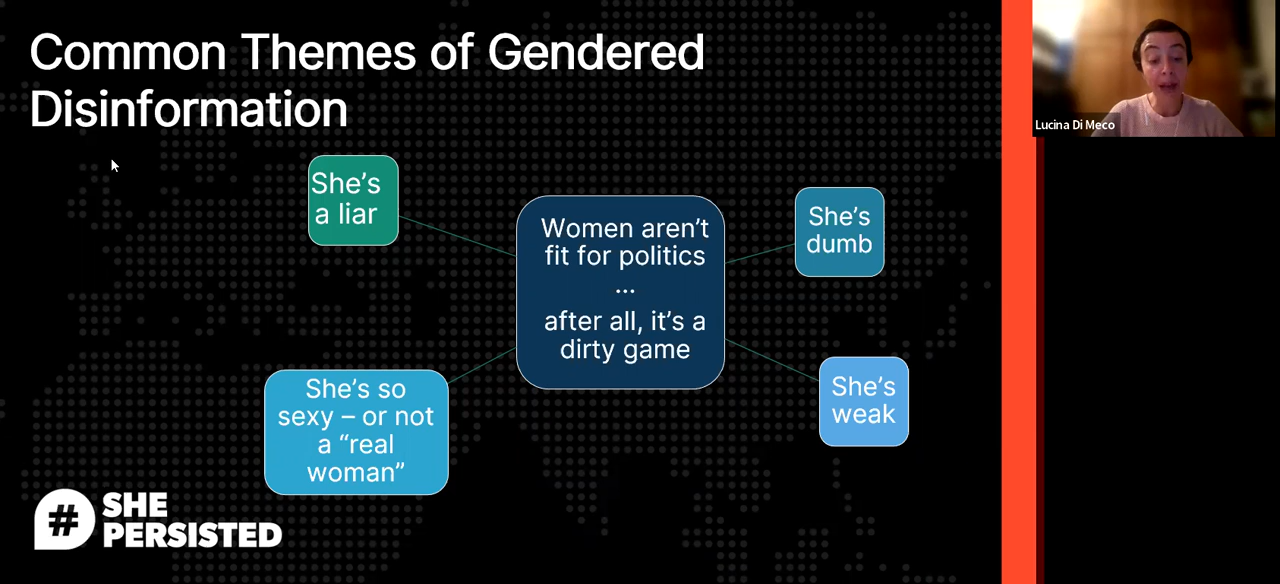 Common Themes of Gendered
Disinformation
Lucina Di Meco
She’s
a liar
Women aren’t
fit for politics
...
after all, it’s a
dirty game
She’s
dumb
She’s so
sexy – or not
a “real
woman”
She’s
weak
#
SHE
PERSISTED